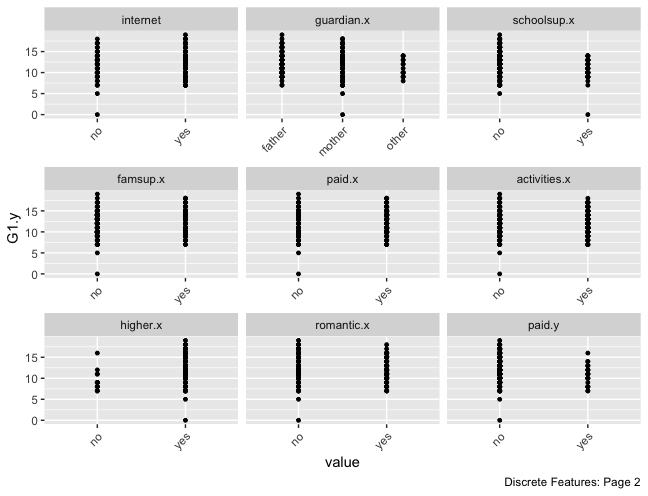 internet guardian.x schoolsup.x
15
10
5
0
no yes father mother other no yes
famsup.x paid.x activities.x
G1.y
15
10
5
0
no yes no yes no yes
higher.x romantic.x paid.y
15
10
5
0
no yes no yes no yes
value
Discrete Features: Page 2